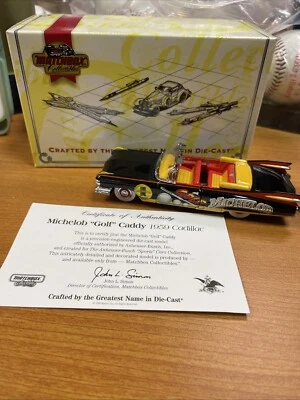 MATCHBOX
Collectibles
CRAFTED BY THE GREATEST NAME IN DIE-CAST
MICHELOB
Certificate of Authenticity
Michelob "Golf" Caddy 1959 Cadillac
This is to certify that the Michelob "Golf" Caddy
is a precision engineered die-cast model
officially authorized by Anheuser-Busch, Inc.
and created for The Anheuser-Busch "Sports" Cars Collection.
This intricately detailed and decorated model is produced by —
and available only from — Matchbox Collectibles.
MATCHBOX
John L. Simon
John L. Simon
Director of Certification, Matchbox Collectibles
Crafted by the Greatest Name in Die-Cast.®